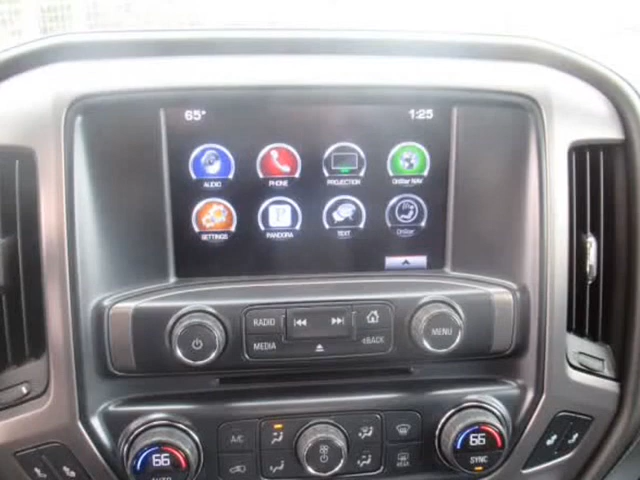 65° 1:25
AUDIO PHONE PROJECTION OnStar NAV
SETTINGS PANDORA TEXT OnStar
RADIO
MEDIA BACK
MENU
A/C
REAR
66 66
AUTO SYNC